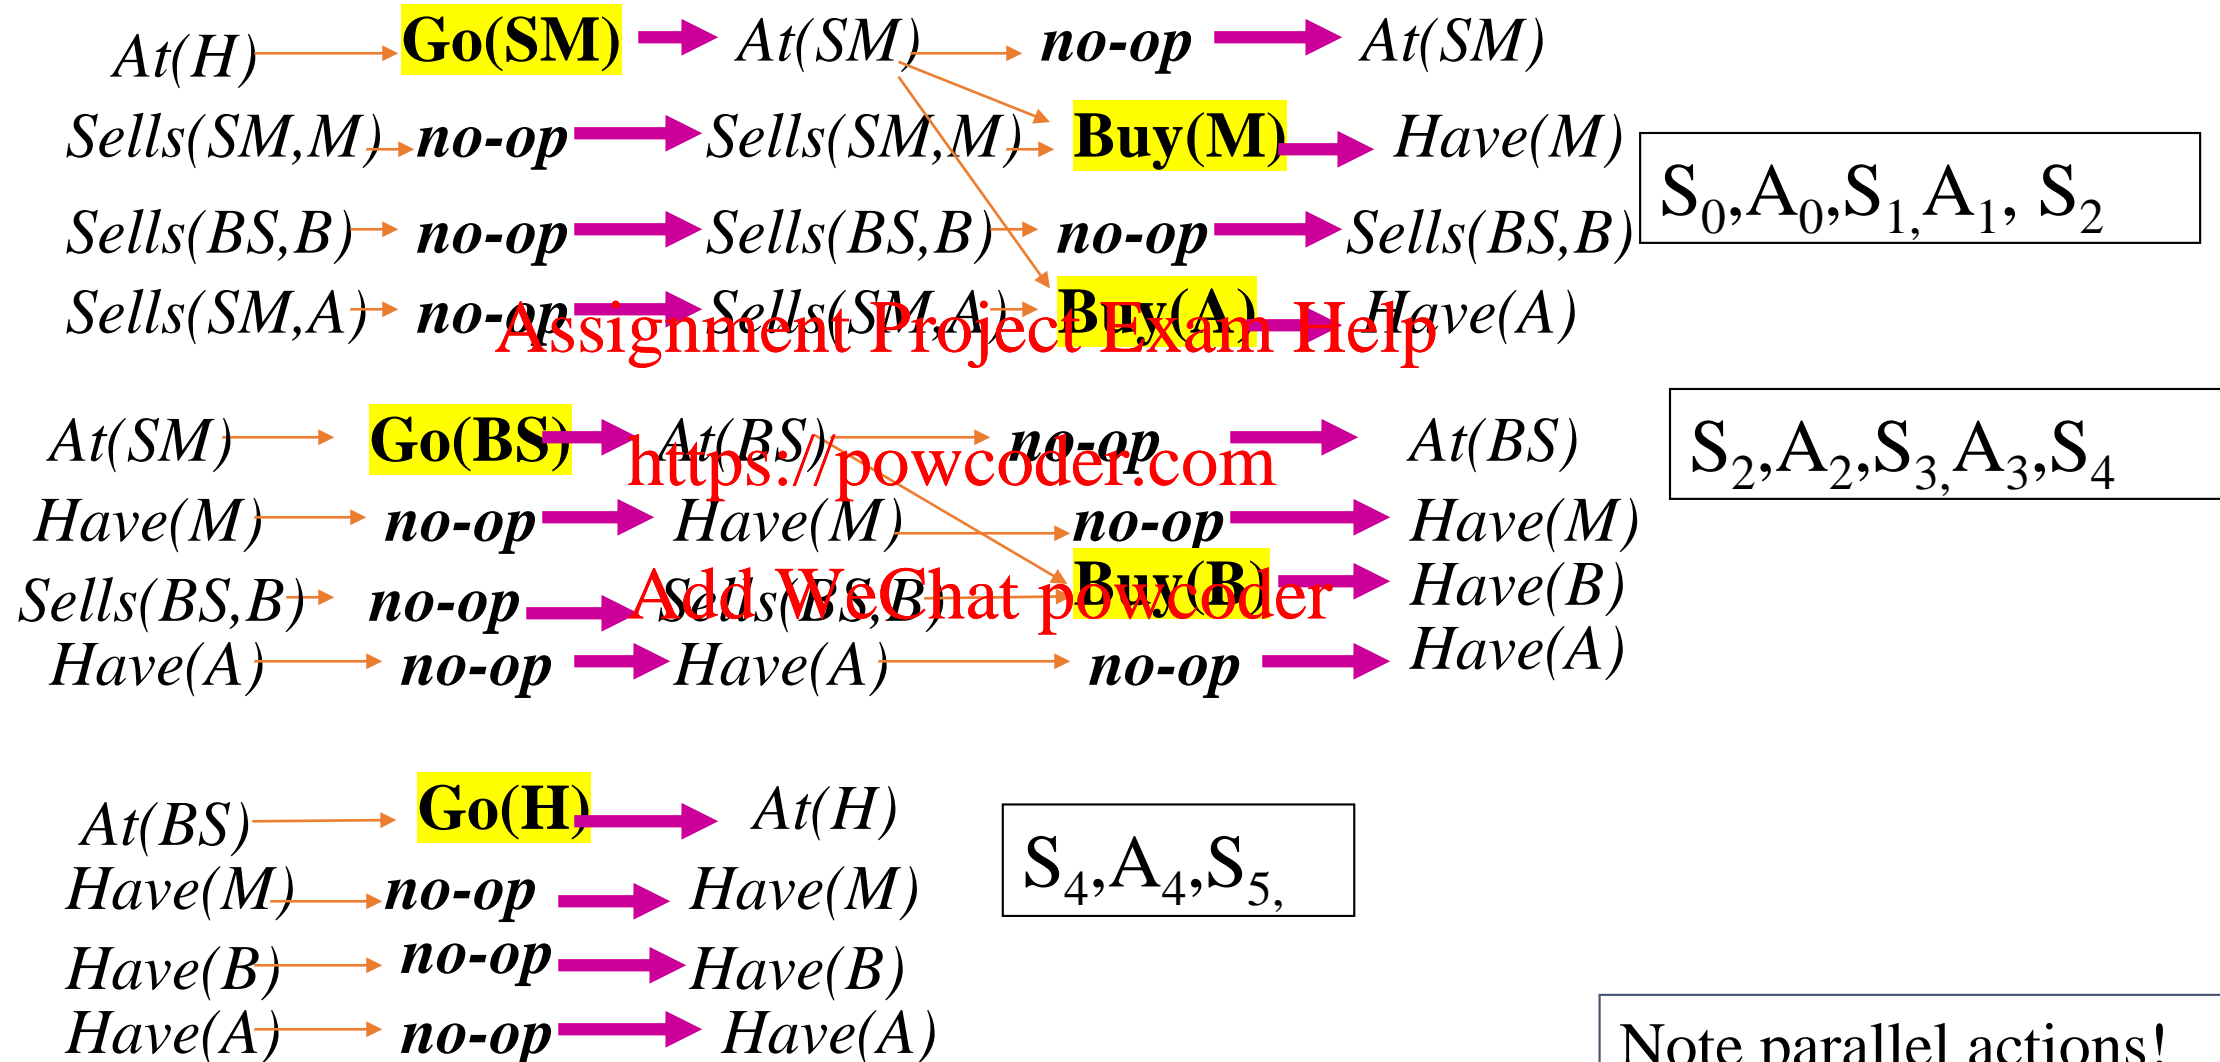 At(H) Go(SM) At(SM) no-op At(SM)
Sells(SM,M) no-op Sells(SM,M) Buy(M) Have(M)
S0,A0,S1,A1, S2
Sells(BS,B) no-op Sells(BS,B) no-op Sells(BS,B)
Sells(SM,A) no-op Sells(SM,A) Buy(A) Have(A)
Assignment Project Exam Help
At(SM) Go(BS) At(BS) no-op At(BS)
S2,A2,S3,A3,S4
https://powcoder.com
Have(M) no-op Have(M) no-op Have(M)
Sells(BS,B) no-op Sells(BS,B) Buy(B) Have(B)
Add WeChat powcoder
Have(A) no-op Have(A) no-op Have(A)
At(BS) Go(H) At(H)
S4,A4,S5,
Have(M) no-op Have(M)
Have(B) no-op Have(B)
Have(A) no-op Have(A)
Note parallel actions!